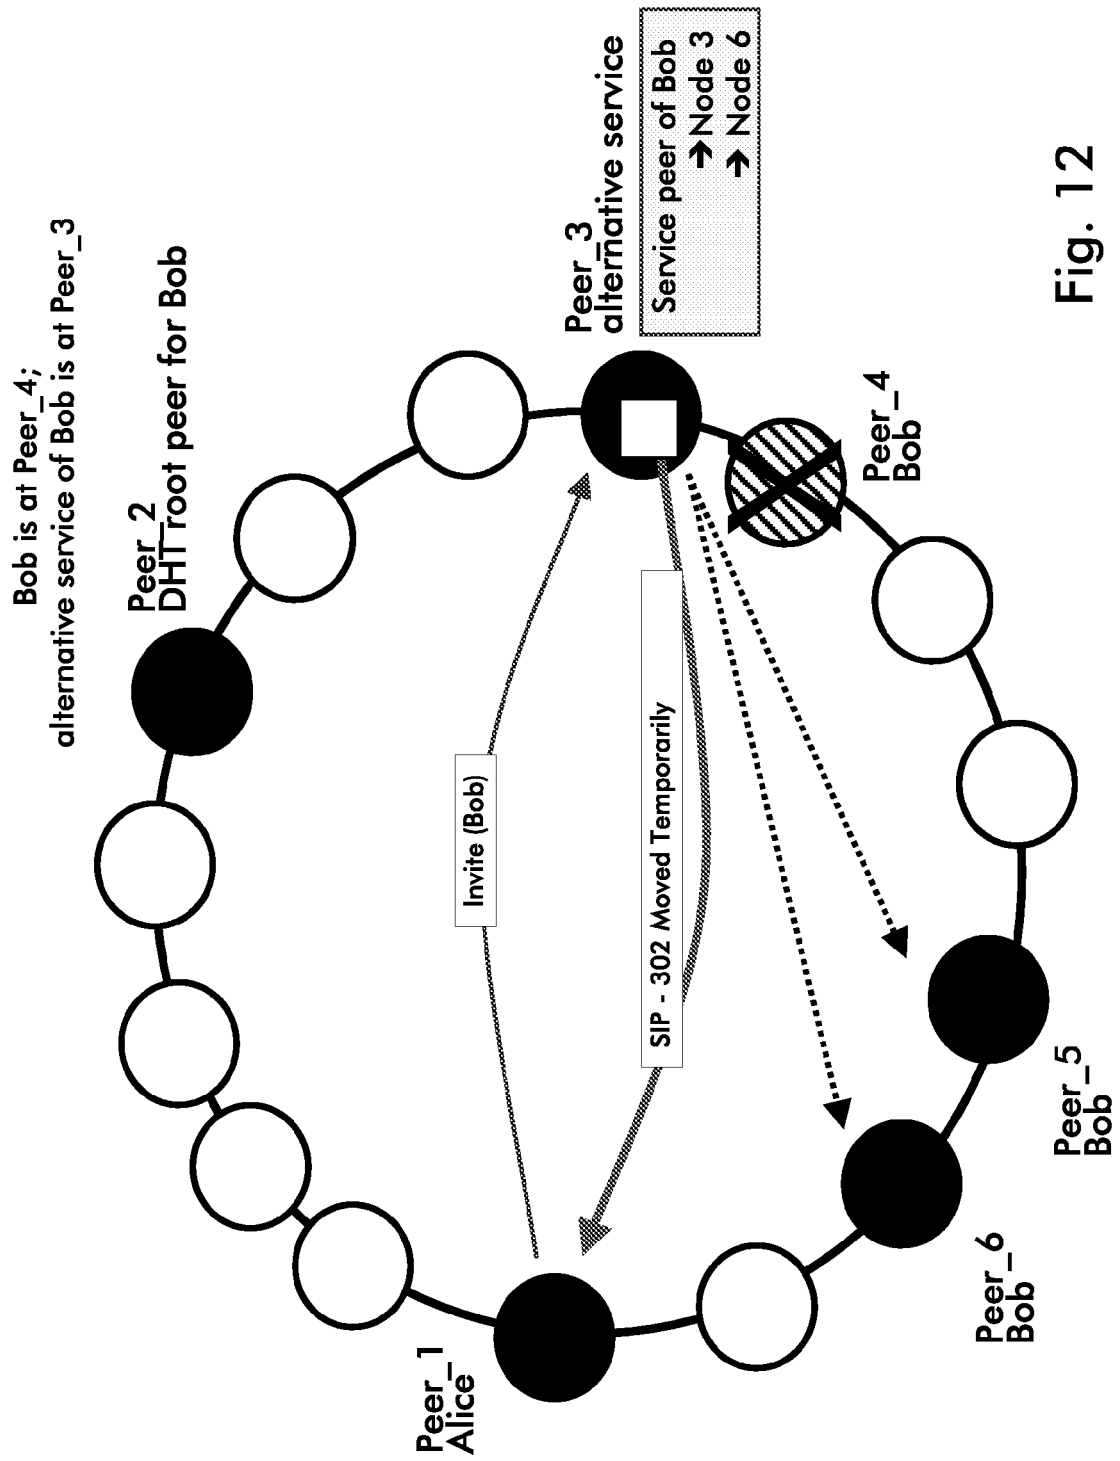 Bob is at Peer_4;
alternative service of Bob is at Peer_3
Peer_2
DHT root peer for Bob
Peer_3
alternative service
Service peer of Bob
➔Node 3
➔ Node 6
Peer_4
Bob
Invite (Bob)
SIP - 302 Moved Temporarily
Peer_1
Alice
Peer_6
Bob
Peer_5
Bob
Fig. 12